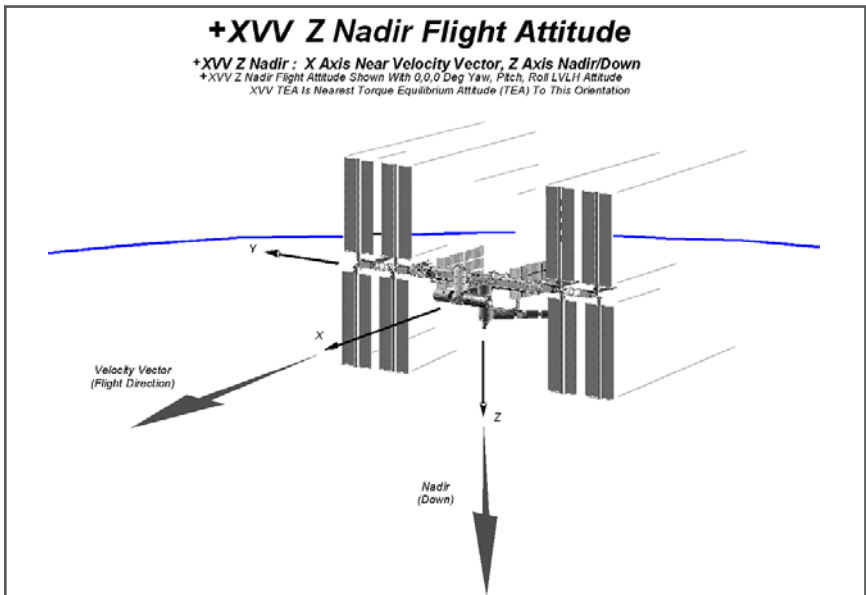 +XVV Z Nadir Flight Attitude
+XVV Z Nadir : X Axis Near Velocity Vector, Z Axis Nadir/Down
+XVV Z Nadir Flight Attitude Shown With 0,0,0 Deg Yaw, Pitch, Roll LVLH Attitude
XVV TEA Is Nearest Torque Equilibrium Attitude (TEA) To This Orientation
Y
X
Velocity Vector
(Flight Direction)
Z
Nadir
(Down)